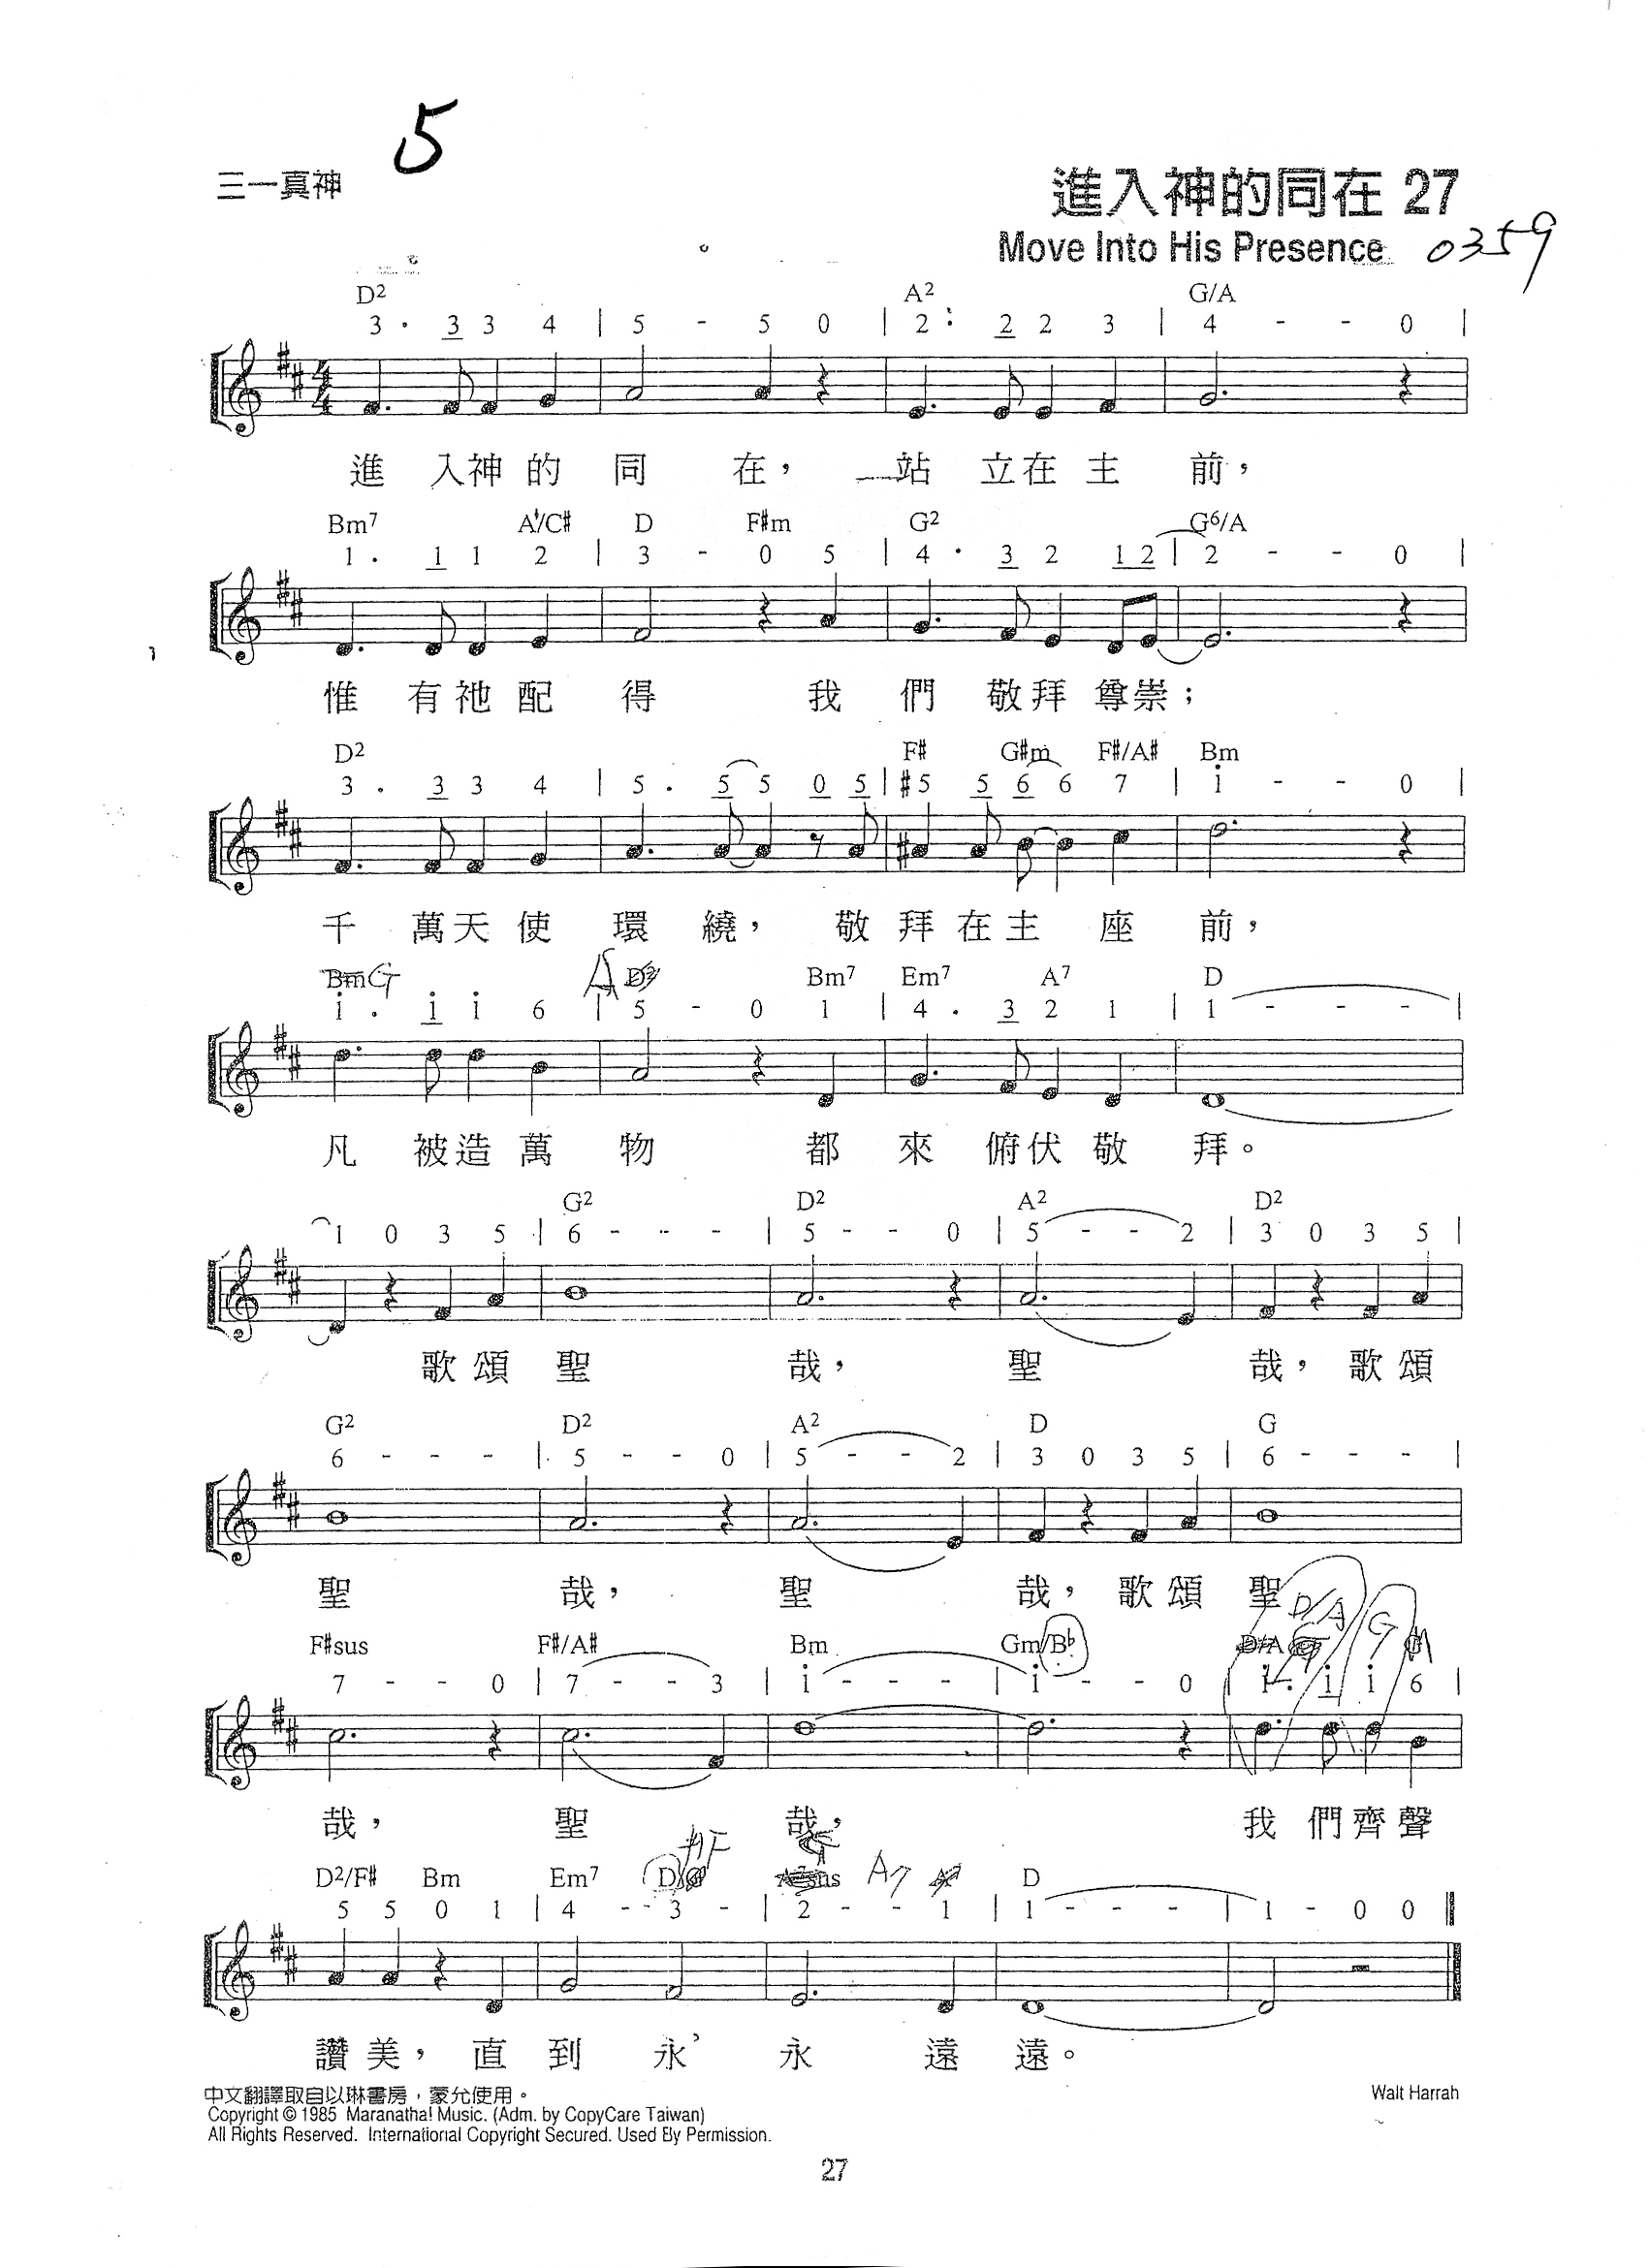 5
三一真神
進入神的同在 27
Move Into His Presence 0359
D2 A2 G/A
3 . 3 3 4 | 5 - 5 0 | 2 . 2 2 3 | 4 - - 0 |
進 入神 的 同 在， 站 立在 主 前，
Bm7 A/C# D F#m G2 G6/A
1 . 1 1 2 | 3 - 0 5 | 4 . 3 2 12 | 2 - - 0 |
惟 有祂 配 得 我 們 敬拜 尊崇；
D2 F# G#m F#/A# Bm
3 . 3 3 4 | 5 . 5 5 0 5 | #5 5 6 6 7 | i - - 0 |
千 萬天 使 環 繞， 敬 拜 在 主 座 前，
Bm G A D2 Bm7 Em7 A7 D
i . i i 6 | 5 - 0 1 | 4 . 3 2 1 | 1 - - - |
凡 被造 萬 物 都 來 俯伏 敬 拜。
G2 D2 A2 D2
1 0 3 5 | 6 - - - | 5 - - 0 | 5 - - 2 | 3 0 3 5 |
歌 頌 聖 哉， 聖 哉，歌 頌
G2 D2 A2 D G
6 - - - | 5 - - 0 | 5 - - 2 | 3 0 3 5 | 6 - - - |
聖 哉， 聖 哉，歌 頌 聖
D/A G
F#sus F#/A# Bm Gm/Bb D/A
7 - - 0 | 7 - - 3 | i - - - | i - - 0 | i . i i 6 |
哉， 聖 哉， 我 們 齊 聲
#F
D2/F# Bm Em7 A7 D
5 5 0 1 | 4 - 3 - | 2 - - 1 | 1 - - - | 1 - 0 0 ‖
讚 美， 直 到 永 永 遠 遠。
中文翻譯取自以琳書房，蒙允使用。
Walt Harrah
Copyright © 1985 Maranatha! Music. (Adm. by CopyCare Taiwan)
All Rights Reserved. International Copyright Secured. Used By Permission.
27